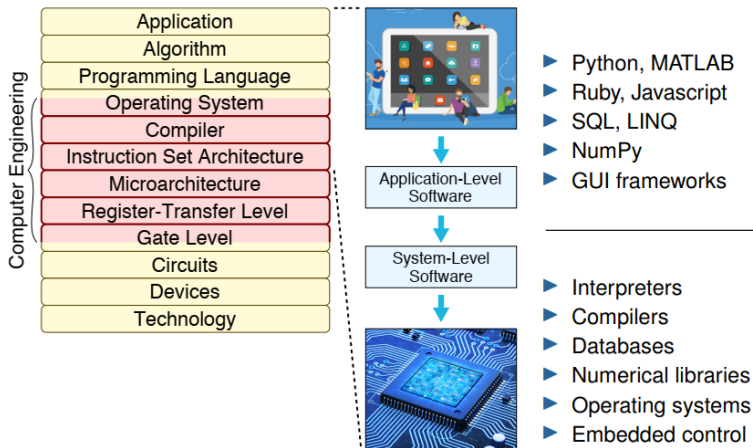 Computer Engineering
Application
Algorithm
Programming Language
Operating System
Compiler
Instruction Set Architecture
Microarchitecture
Register-Transfer Level
Gate Level
Circuits
Devices
Technology
Application-Level
Software
System-Level
Software
Python, MATLAB
Ruby, Javascript
SQL, LINQ
NumPy
GUI frameworks
Interpreters
Compilers
Databases
Numerical libraries
Operating systems
Embedded control